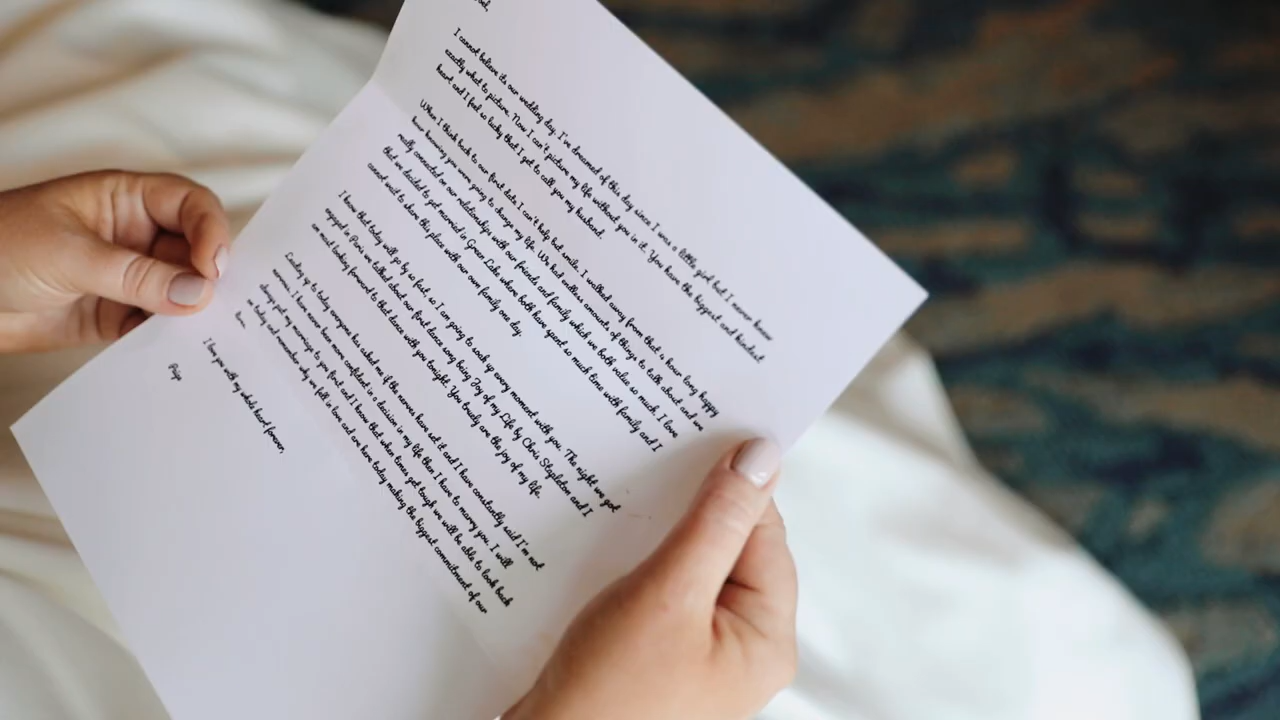 I cannot believe its our wedding day. I've dreamed of this day since I was a little girl but I never knew
exactly what to picture. Now I can't picture my life without you in it. You have the biggest and kindest
heart and I feel so lucky that I get to call you my husband.
When I think back to our first date I can't help but smile. I walked away from that 12 hour long happy
hour knowing you were going to change my life. We had endless amounts of things to talk about and we
really connected on our relationships with our friends and family which we both value so much. I love
that we decided to get married in Green Lake where both have spent so much time with family and I
cannot wait to share this place with our own family one day.
I know that today will go by so fast, so I am going to soak up every moment with you. The night we got
engaged in Paris we talked about our first dance song being Joy of my Life by Chris Stapleton and I
am most looking forward to that dance with you tonight. You truly are the joy of my life.
Leading up to today everyone has asked me if the nerves have set it and I have constantly said I'm not
nervous. I have never been more confident in a decision in my life then I have to marry you. I will
always put my marriage to you first and I know that when times get tough we will be able to look back
on today and remember why we fell in love and are here today making the biggest commitment of our
lives.
I love you with my whole heart forever,